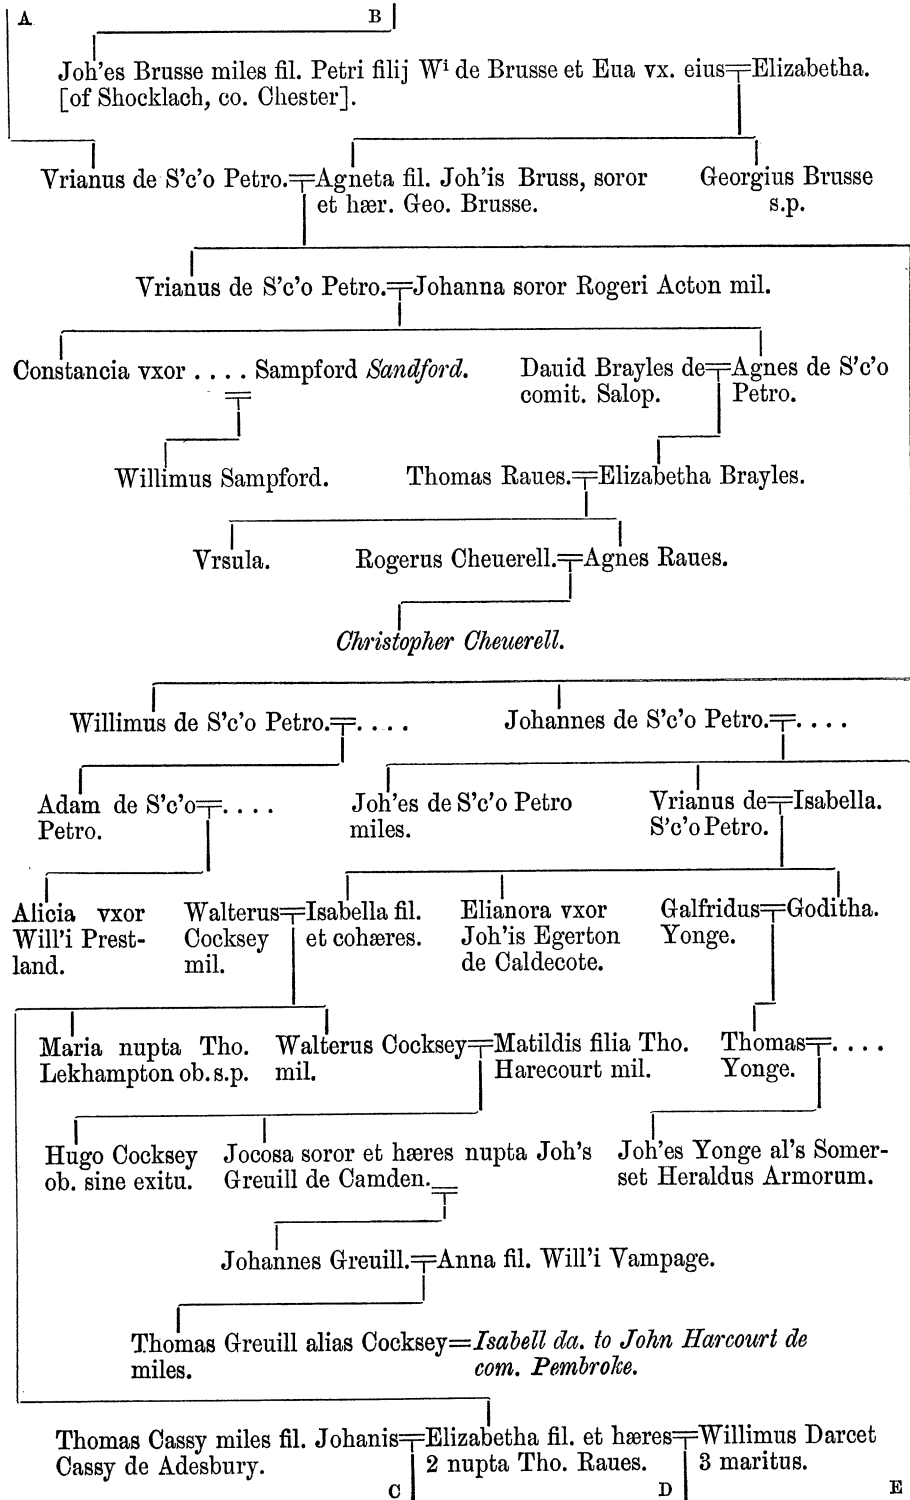 A B
Joh'es Brusse miles fil. Petri filij Wi de Brusse et Eua vx. eius=Elizabetha.
[of Shocklach, co. Chester].
Vrianus de S'c'o Petro.=Agneta fil. Joh'is Bruss, soror
et hær. Geo. Brusse.
Georgius Brusse
s.p.
Vrianus de S'c'o Petro.=Johanna soror Rogeri Acton mil.
Constancia vxor .... Sampford Sandford.
Dauid Brayles de=Agnes de S'c'o
comit. Salop. Petro.
Willimus Sampford.
Thomas Raues.=Elizabetha Brayles.
Vrsula.
Rogerus Cheuerell.=Agnes Raues.
Christopher Cheuerell.
Willimus de S'c'o Petro.=....
Johannes de S'c'o Petro.=....
Adam de S'c'o=....
Petro.
Joh'es de S'c'o Petro
miles.
Vrianus de=Isabella.
S'c'o Petro.
Alicia vxor
Will'i Prest-
land.
Walterus=Isabella fil.
Cocksey et cohæres.
mil.
Elianora vxor
Joh'is Egerton
de Caldecote.
Galfridus=Goditha.
Yonge.
Maria nupta Tho.
Lekhampton ob. s.p.
Walterus Cocksey=Matildis filia Tho.
mil. Harecourt mil.
Thomas=....
Yonge.
Hugo Cocksey
ob. sine exitu.
Jocosa soror et hæres nupta Joh's
Greuill de Camden.
Joh'es Yonge al's Somer-
set Heraldus Armorum.
Johannes Greuill.=Anna fil. Will'i Vampage.
Thomas Greuill alias Cocksey=Isabell da. to John Harcourt de
miles. com. Pembroke.
Thomas Cassy miles fil. Johanis=Elizabetha fil. et hæres=Willimus Darcet
Cassy de Adesbury. 2 nupta Tho. Raues. 3 maritus.
C D E